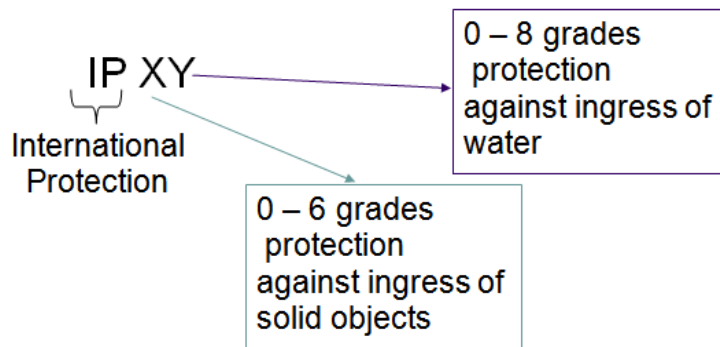 IP XY
International
Protection
0 – 8 grades
protection
against ingress of
water
0 – 6 grades
protection
against ingress of
solid objects